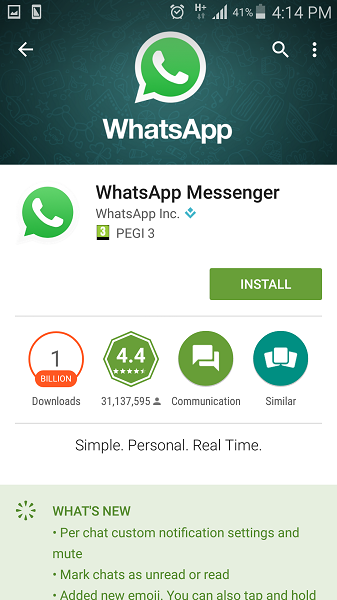 H+
41%
4:14 PM
WhatsApp
WhatsApp Messenger
WhatsApp Inc.
3 PEGI 3
INSTALL
1
BILLION
Downloads
4.4
31,137,595
Communication
Similar
Simple. Personal. Real Time.
WHAT'S NEW
• Per chat custom notification settings and
mute
• Mark chats as unread or read
• Added new emoji. You can also tap and hold